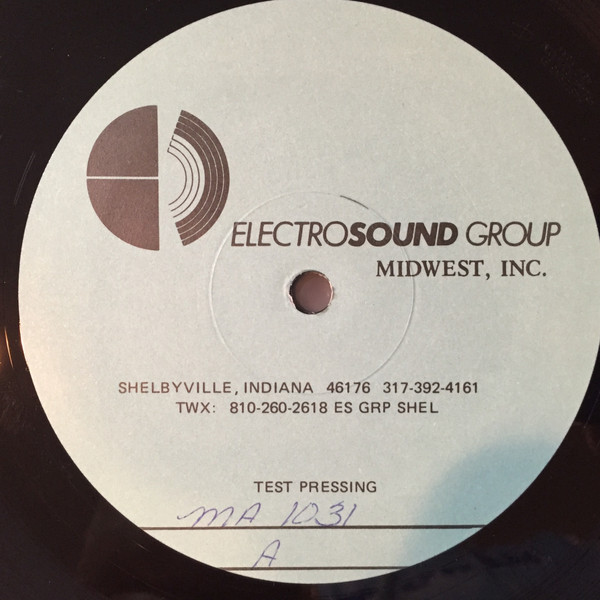 ELECTROSOUND GROUP
MIDWEST, INC.
SHELBYVILLE, INDIANA 46176 317-392-4161
TWX: 810-260-2618 ES GRP SHEL
TEST PRESSING
MA 1031
A